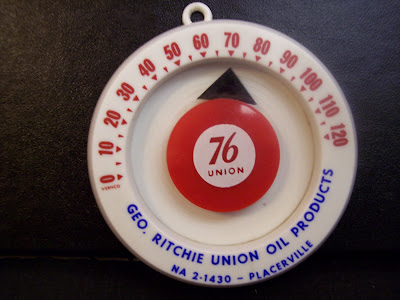 0 10 20 30 40 50 60 70 80 90 100 110 120
VERNCO
76
UNION
GEO. RITCHIE UNION OIL PRODUCTS
NA 2-1430 - PLACERVILLE